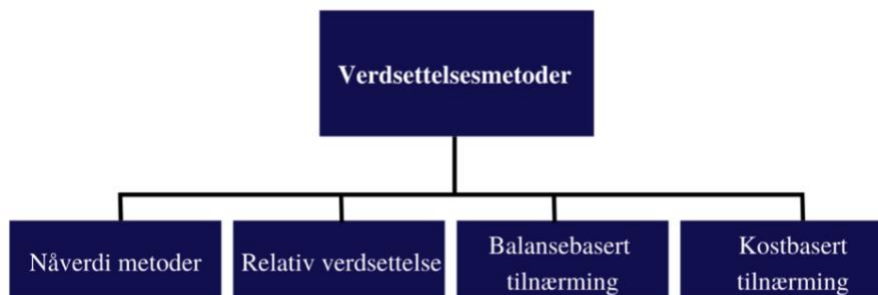 Verdsettelsesmetoder
Nåverdi metoder
Relativ verdsettelse
Balansebasert
tilnærming
Kostbasert
tilnærming